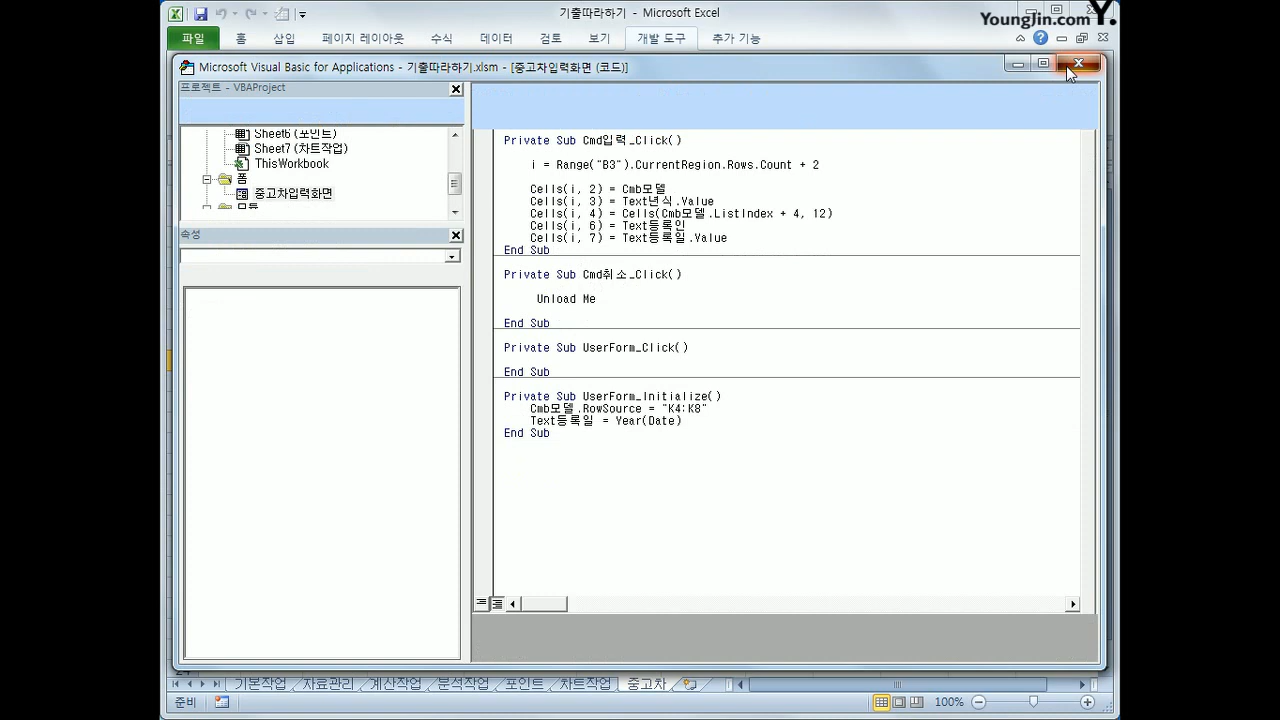 기출따라하기 - Microsoft Excel
YoungJin.com Y.
파일 홈 삽입 페이지 레이아웃 수식 데이터 검토 보기 개발 도구 추가 기능
Microsoft Visual Basic for Applications - 기출따라하기.xlsm - [중고차입력화면 (코드)]
프로젝트 - VBAProject
Sheet6 (포인트)
Sheet7 (차트작업)
ThisWorkbook
폼
중고차입력화면
모듈
속성
Private Sub Cmd입력_Click()
i = Range("B3").CurrentRegion.Rows.Count + 2
Cells(i, 2) = Cmb모델
Cells(i, 3) = Text년식.Value
Cells(i, 4) = Cells(Cmb모델.ListIndex + 4, 12)
Cells(i, 6) = Text등록인
Cells(i, 7) = Text등록일.Value
End Sub
Private Sub Cmd취소_Click()
Unload Me
End Sub
Private Sub UserForm_Click()
End Sub
Private Sub UserForm_Initialize()
Cmb모델.RowSource = "K4:K8"
Text등록일 = Year(Date)
End Sub
기본작업 자료관리 계산작업 분석작업 포인트 차트작업 중고차
준비 100%